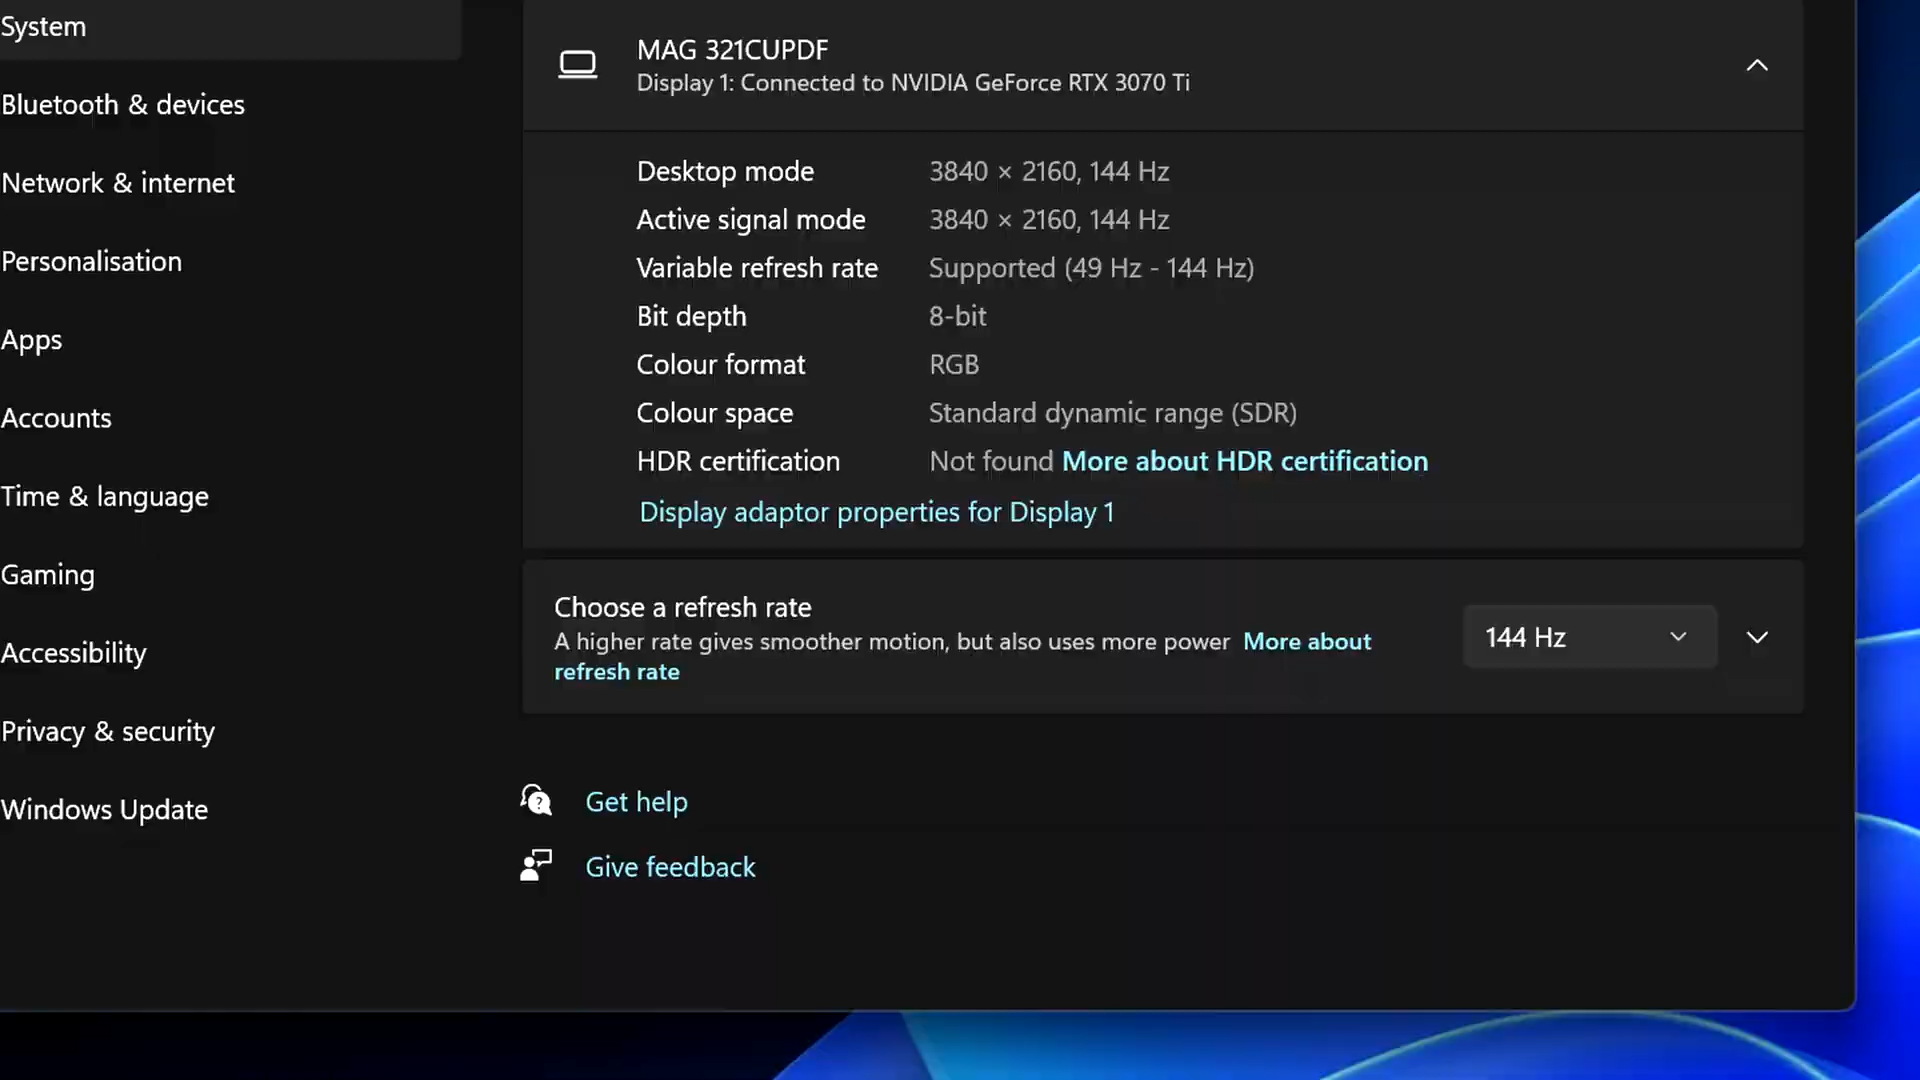 System
Bluetooth & devices
Network & internet
Personalisation
Apps
Accounts
Time & language
Gaming
Accessibility
Privacy & security
Windows Update
MAG 321CUPDF
Display 1: Connected to NVIDIA GeForce RTX 3070 Ti
Desktop mode 3840 × 2160, 144 Hz
Active signal mode 3840 × 2160, 144 Hz
Variable refresh rate Supported (49 Hz - 144 Hz)
Bit depth 8-bit
Colour format RGB
Colour space Standard dynamic range (SDR)
HDR certification Not found More about HDR certification
Display adaptor properties for Display 1
Choose a refresh rate
A higher rate gives smoother motion, but also uses more power More about
refresh rate
144 Hz
Get help
Give feedback